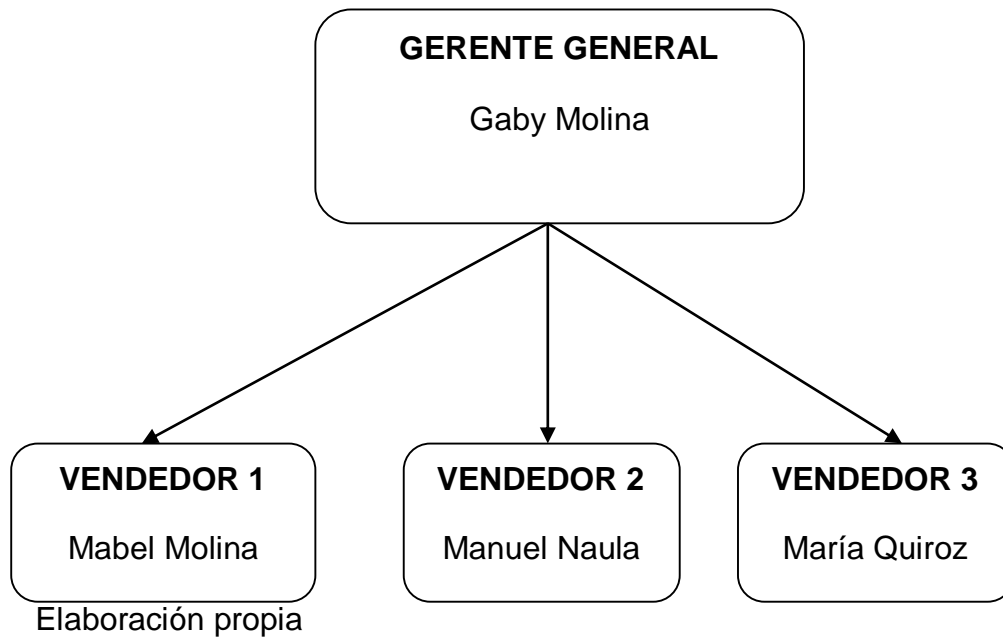 GERENTE GENERAL
Gaby Molina
VENDEDOR 1
Mabel Molina
VENDEDOR 2
Manuel Naula
VENDEDOR 3
María Quiroz
Elaboración propia